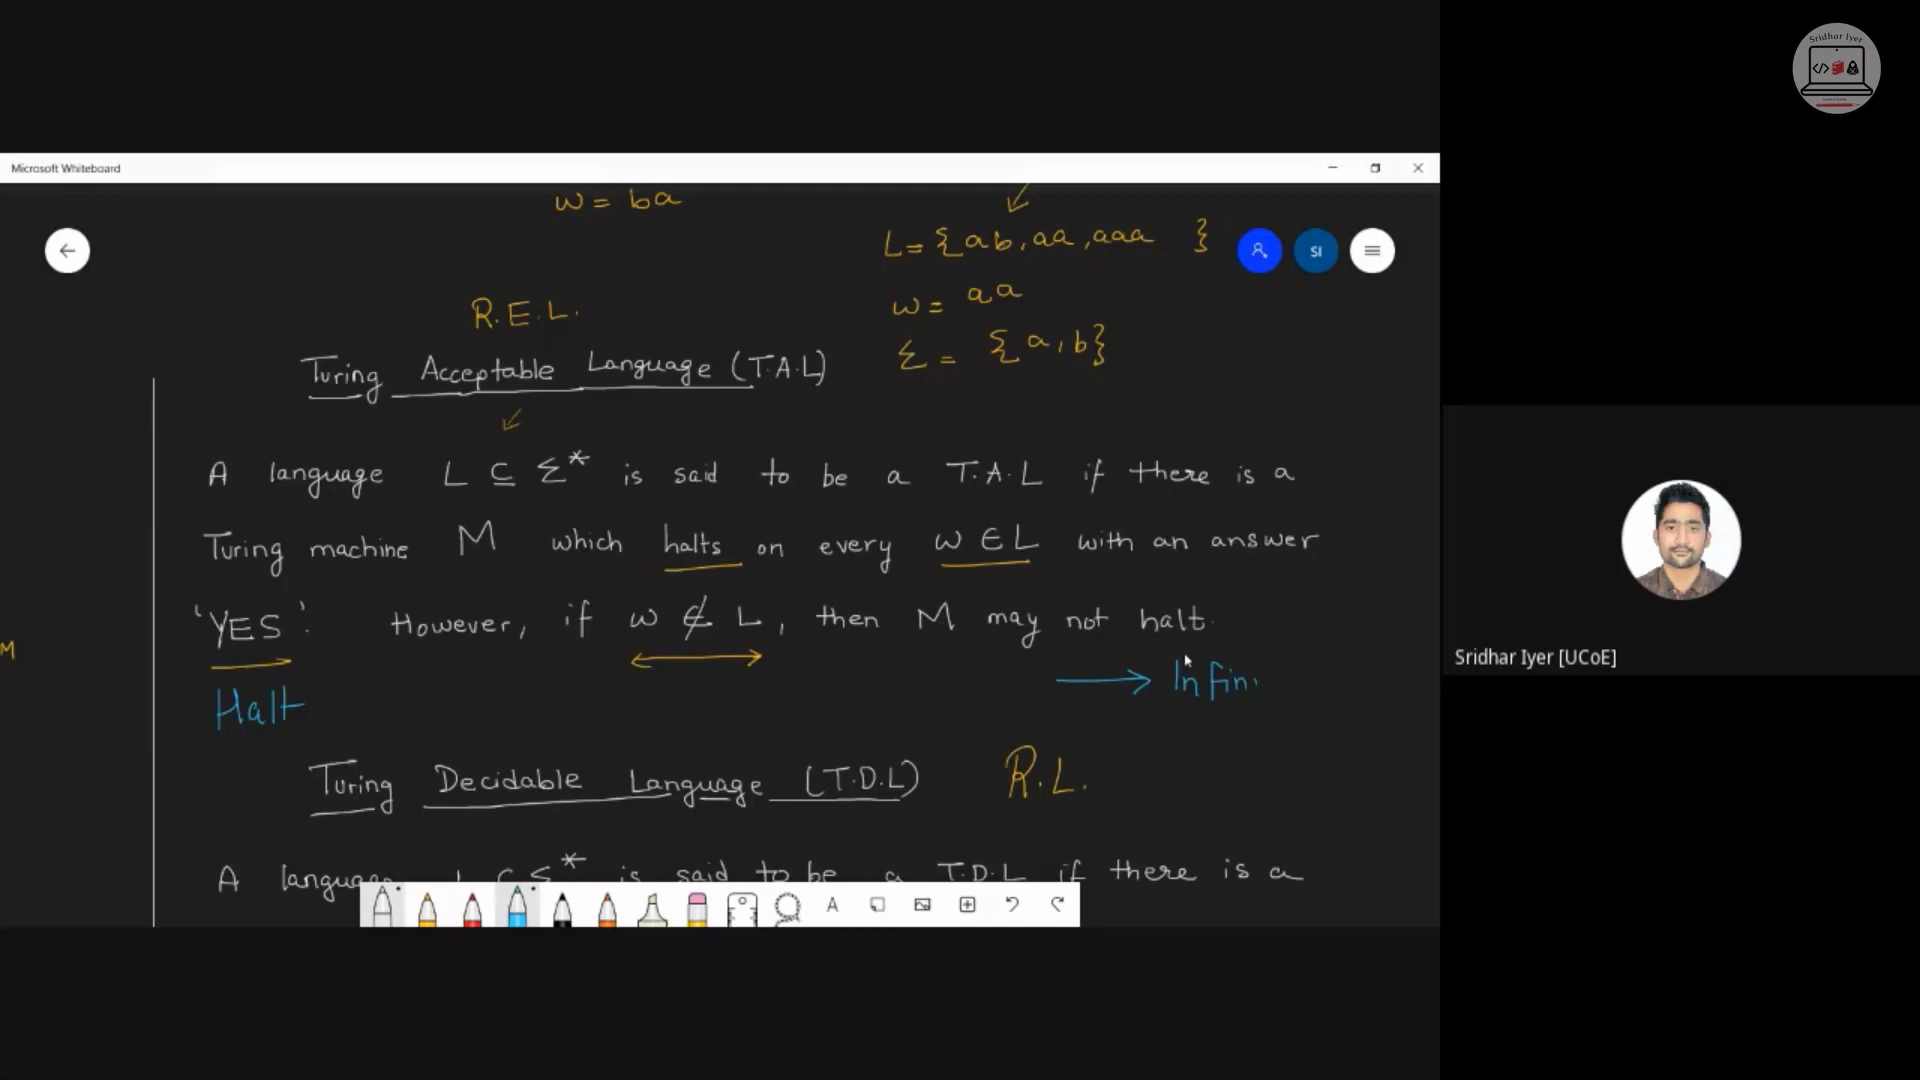 Sridhar Iyer
</>
Microsoft Whiteboard
w = ba
L = {ab, aa, aaa }
SI
w = aa
R.E.L.
Σ = {a, b}
Turing Acceptable Language (T.A.L)
A language L ⊆ Σ* is said to be a T.A.L if there is a
Turing machine M which halts on every w ∈ L with an answer
'YES'. However, if w ∉ L, then M may not halt.
M
→ Infin
Halt
Turing Decidable Language (T.D.L) R.L.
A language L ⊆ Σ* is said to be a T.D.L if there is a
A
Sridhar Iyer [UCoE]